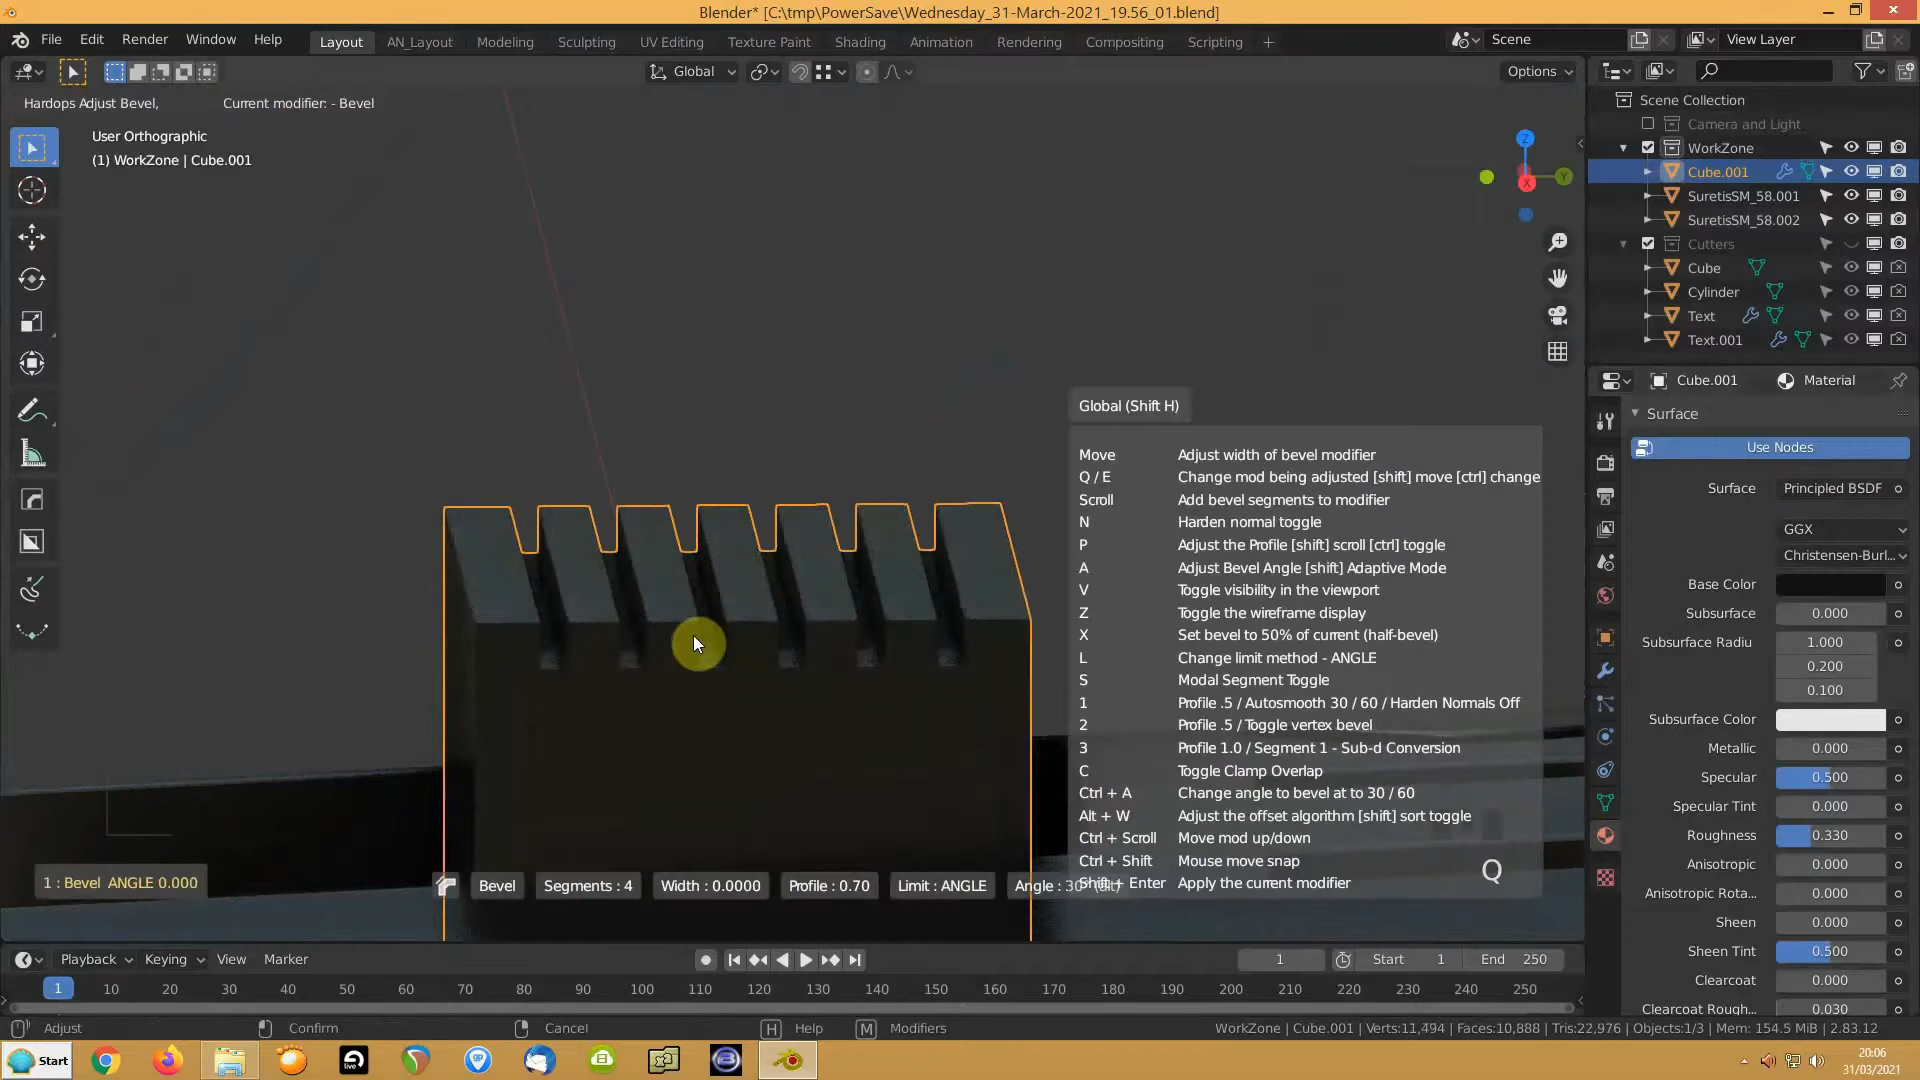 Blender* [C:\tmp\PowerSave\Wednesday_31-March-2021_19.56_01.blend]
File Edit Render Window Help
Layout AN_Layout Modeling Sculpting UV Editing Texture Paint Shading Animation Rendering Compositing Scripting +
Scene
View Layer
Global
Options
Hardops Adjust Bevel, Current modifier: - Bevel
User Orthographic
(1) WorkZone | Cube.001
Z
Y
X
Scene Collection
Camera and Light
WorkZone
Cube.001
SuretisSM_58.001
SuretisSM_58.002
Cutters
Cube
Cylinder
Text
Text.001
Global (Shift H)
Move Adjust width of bevel modifier
Q / E Change mod being adjusted [shift] move [ctrl] change
Scroll Add bevel segments to modifier
N Harden normal toggle
P Adjust the Profile [shift] scroll [ctrl] toggle
A Adjust Bevel Angle [shift] Adaptive Mode
V Toggle visibility in the viewport
Z Toggle the wireframe display
X Set bevel to 50% of current (half-bevel)
L Change limit method - ANGLE
S Modal Segment Toggle
1 Profile .5 / Autosmooth 30 / 60 / Harden Normals Off
2 Profile .5 / Toggle vertex bevel
3 Profile 1.0 / Segment 1 - Sub-d Conversion
C Toggle Clamp Overlap
Ctrl + A Change angle to bevel at to 30 / 60
Alt + W Adjust the offset algorithm [shift] sort toggle
Ctrl + Scroll Move mod up/down
Ctrl + Shift Mouse move snap
Shift + Enter Apply the current modifier
Q
1 : Bevel ANGLE 0.000
Bevel Segments : 4 Width : 0.0000 Profile : 0.70 Limit : ANGLE Angle : 30°
Cube.001 Material
Surface
Use Nodes
Surface Principled BSDF
GGX
Christensen-Burl...
Base Color
Subsurface 0.000
Subsurface Radiu 1.000
0.200
0.100
Subsurface Color
Metallic 0.000
Specular 0.500
Specular Tint 0.000
Roughness 0.330
Anisotropic 0.000
Anisotropic Rota... 0.000
Sheen 0.000
Sheen Tint 0.500
Clearcoat 0.000
Clearcoat Rough... 0.030
Playback Keying View Marker
1 Start 1 End 250
1 10 20 30 40 50 60 70 80 90 100 110 120 130 140 150 160 170 180 190 200 210 220 230 240 250
Adjust Confirm Cancel H Help M Modifiers
WorkZone | Cube.001 | Verts:11,494 | Faces:10,888 | Tris:22,976 | Objects:1/3 | Mem: 154.5 MiB | 2.83.12
Start
live
20:06
31/03/2021